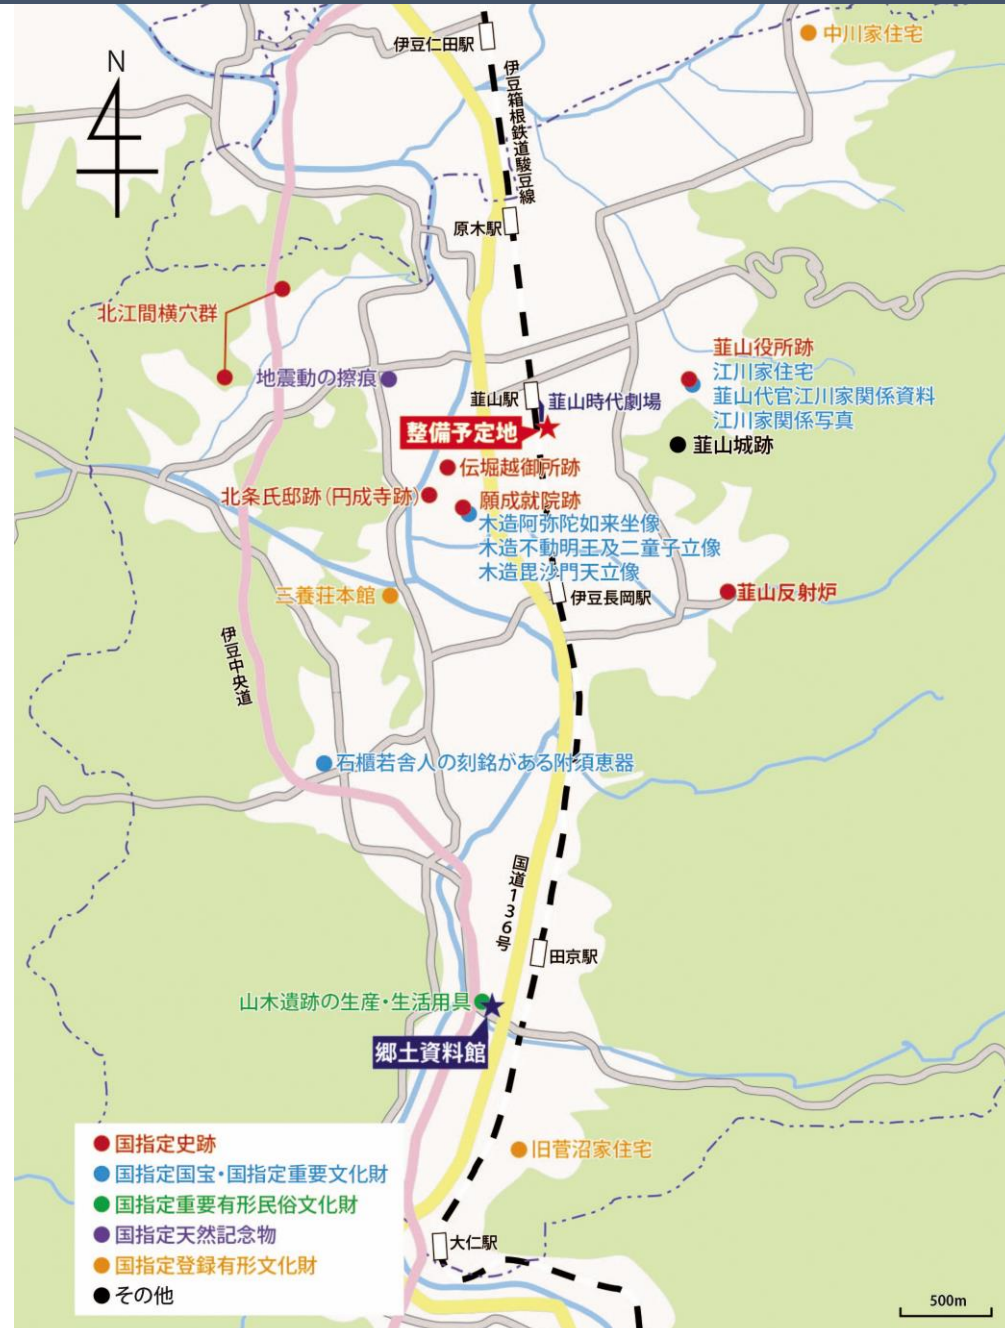 伊豆仁田駅
中川家住宅
N
伊豆箱根鉄道駿豆線
原木駅
北江間横穴群
地震動の擦痕
韮山駅
韮山時代劇場
整備予定地
韮山役所跡
江川家住宅
韮山代官江川家関係資料
江川家関係写真
韮山城跡
伝堀越御所跡
北条氏邸跡(円成寺跡)
願成就院跡
木造阿弥陀如来坐像
木造不動明王及二童子立像
木造毘沙門天立像
三養荘本館
伊豆長岡駅
韮山反射炉
伊豆中央道
石櫃若舎人の刻銘がある附須恵器
国道136号
田京駅
山木遺跡の生産・生活用具
郷土資料館
旧菅沼家住宅
大仁駅
国指定史跡
国指定国宝・国指定重要文化財
国指定重要有形民俗文化財
国指定天然記念物
国指定登録有形文化財
その他
500m